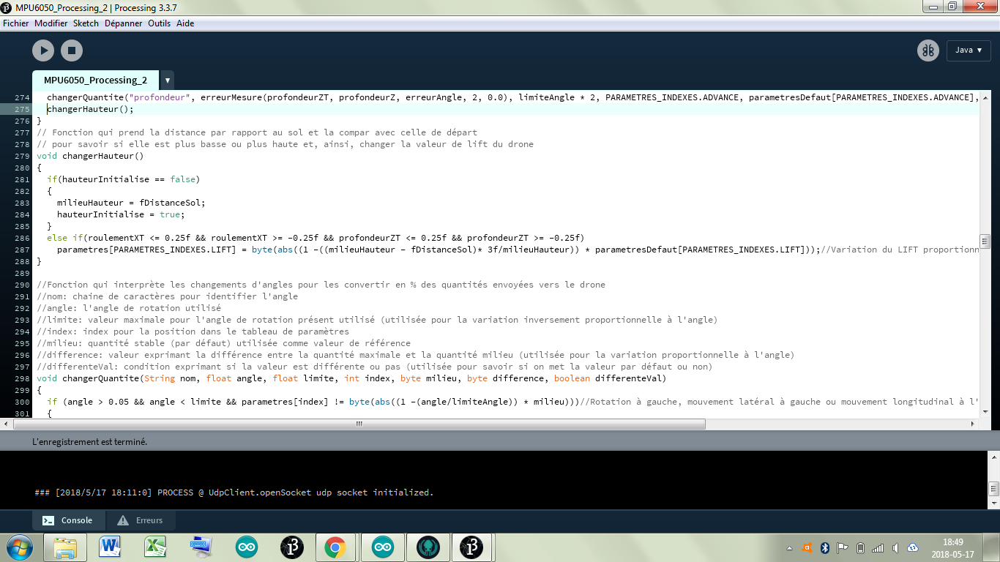 MPU6050_Processing_2 | Processing 3.3.7
Fichier Modifier Sketch Dépanner Outils Aide
Java ▼
MPU6050_Processing_2 ▼
274 changerQuantite("profondeur", erreurMesure(profondeurZT, profondeurZ, erreurAngle, 2, 0.0), limiteAngle * 2, PARAMETRES_INDEXES.ADVANCE, parametresDefaut[PARAMETRES_INDEXES.ADVANCE],
275 changerHauteur();
276 }
277 // Fonction qui prend la distance par rapport au sol et la compar avec celle de départ
278 // pour savoir si elle est plus basse ou plus haute et, ainsi, changer la valeur de lift du drone
279 void changerHauteur()
280 {
281 if(hauteurInitialise == false)
282 {
283 milieuHauteur = fDistanceSol;
284 hauteurInitialise = true;
285 }
286 else if(roulementXT <= 0.25f && roulementXT >= -0.25f && profondeurZT <= 0.25f && profondeurZT >= -0.25f)
287 parametres[PARAMETRES_INDEXES.LIFT] = byte(abs((1 -((milieuHauteur - fDistanceSol)* 3f/milieuHauteur)) * parametresDefaut[PARAMETRES_INDEXES.LIFT]));//Variation du LIFT proportionn
288 }
289
290 //Fonction qui interprète les changements d'angles pour les convertir en % des quantités envoyées vers le drone
291 //nom: chaine de caractères pour identifier l'angle
292 //angle: l'angle de rotation utilisé
293 //limite: valeur maximale pour l'angle de rotation présent utilisé (utilisée pour la variation inversement proportionnelle à l'angle)
294 //index: index pour la position dans le tableau de paramètres
295 //milieu: quantité stable (par défaut) utilisée comme valeur de référence
296 //difference: valeur exprimant la différence entre la quantité maximale et la quantité milieu (utilisée pour la variation proportionnelle à l'angle)
297 //differenteVal: condition exprimant si la valeur est différente ou pas (utilisée pour savoir si on met la valeur par défaut ou non)
298 void changerQuantite(String nom, float angle, float limite, int index, byte milieu, byte difference, boolean differenteVal)
299 {
300 if (angle > 0.05 && angle < limite && parametres[index] != byte(abs((1 -(angle/limiteAngle)) * milieu)))//Rotation à gauche, mouvement latéral à gauche ou mouvement longitudinal à l'
301 {
L'enregistrement est terminé.
### [2018/5/17 18:11:0] PROCESS @ UdpClient.openSocket udp socket initialized.
Console Erreurs
18:49
2018-05-17